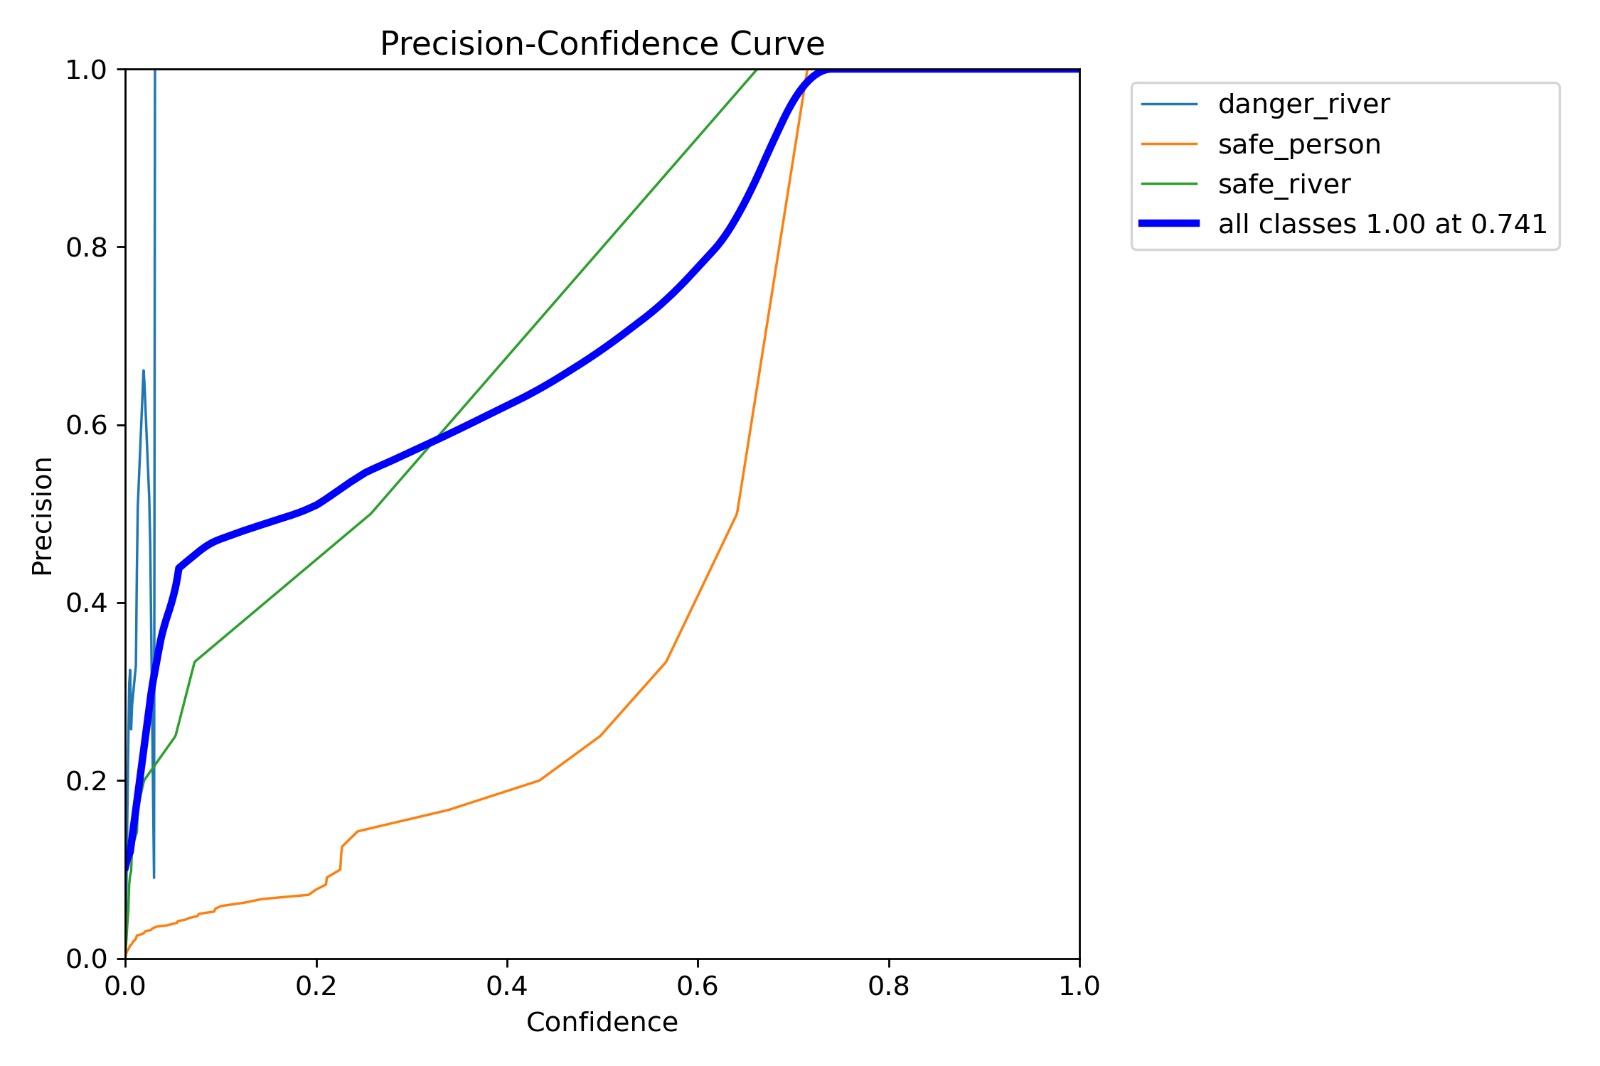 Precision-Confidence Curve
1.0
0.8
0.6
0.4
0.2
0.0
Precision
0.0 0.2 0.4 0.6 0.8 1.0
Confidence
danger_river
safe_person
safe_river
all classes 1.00 at 0.741